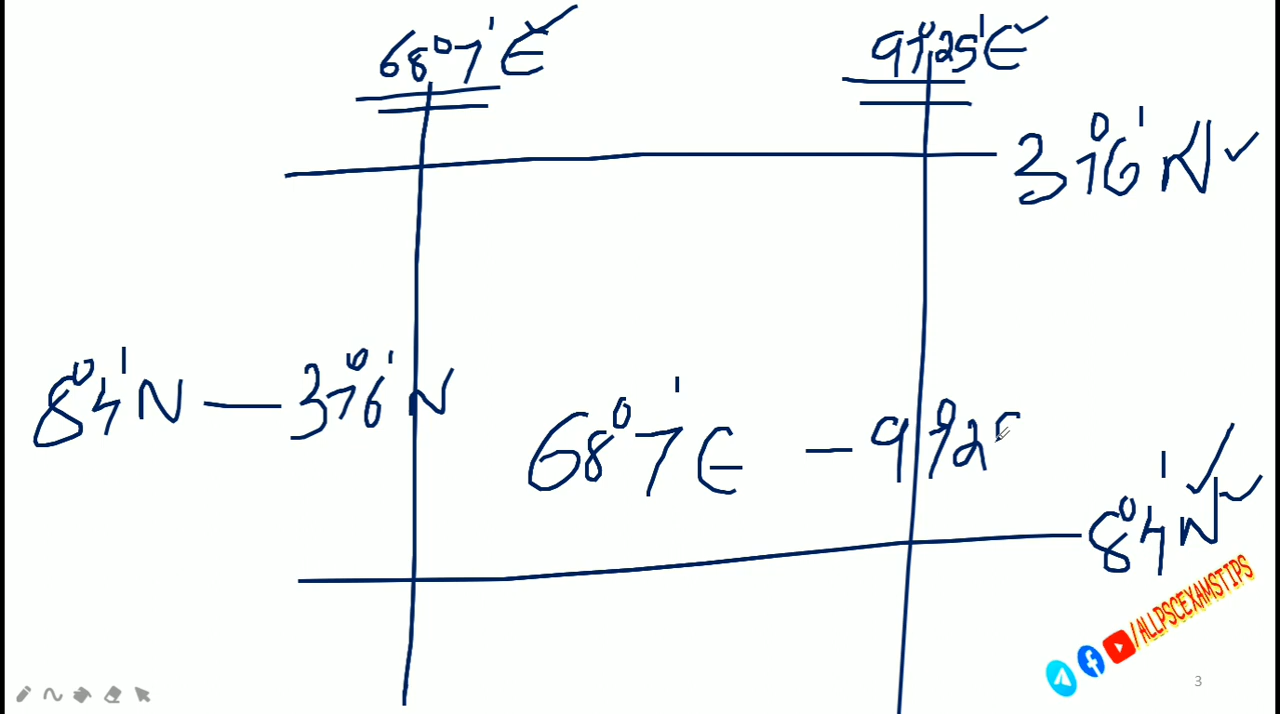 68°7'E
97°25'E
37°6'N
8°4'N — 37°6'N
68°7'E — 97°25
8°4'N
/ALLPSCEXAMSTIPS
3